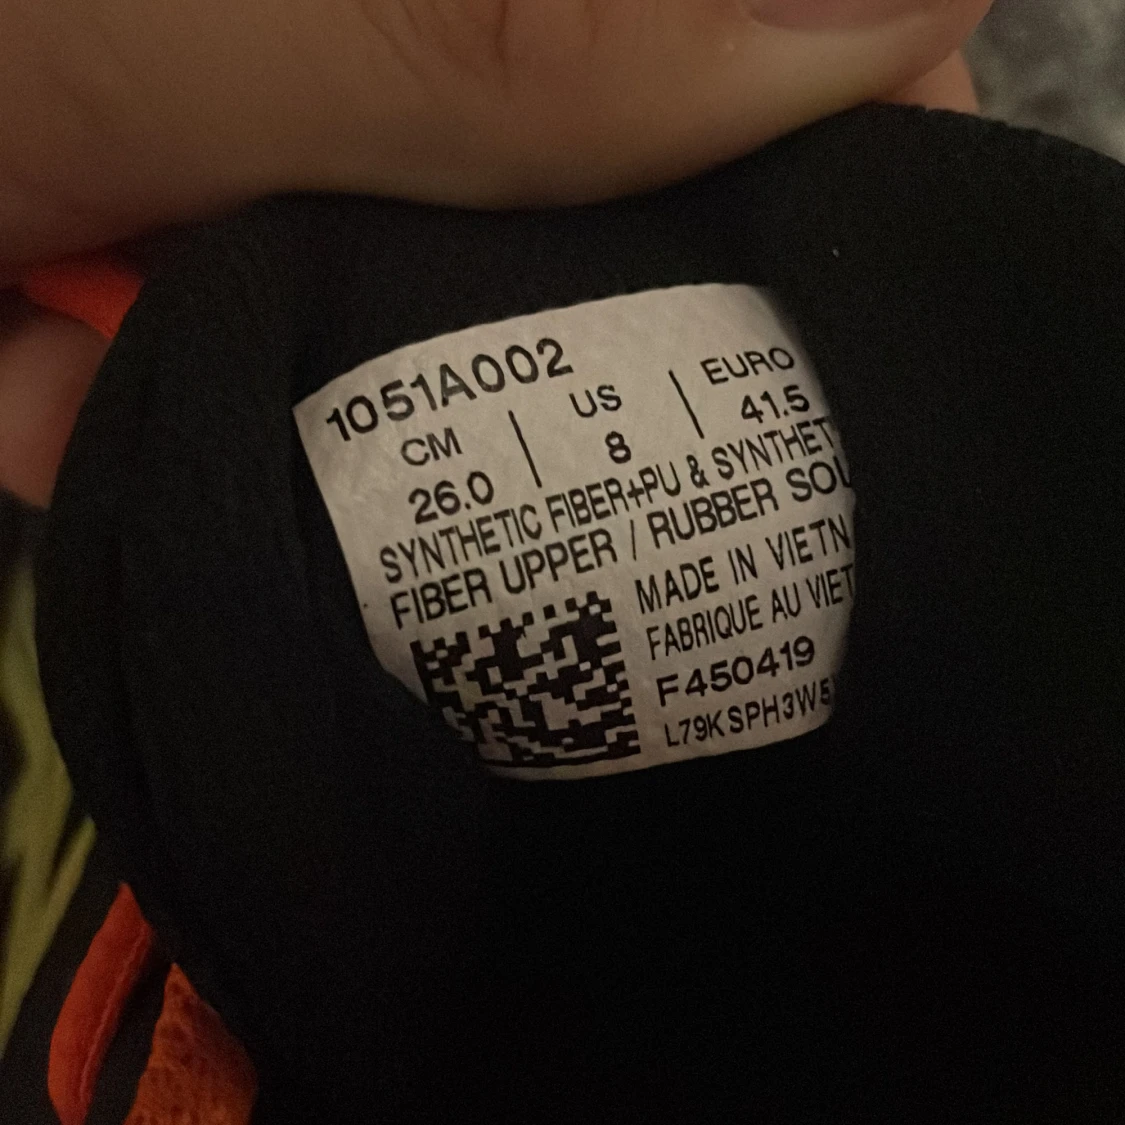 1051A002
CM | US | EURO
26.0 8 41.5
SYNTHETIC FIBER+PU & SYNTHET
FIBER UPPER / RUBBER SOL
MADE IN VIETN
FABRIQUE AU VIET
F450419
L79KSPH3W5